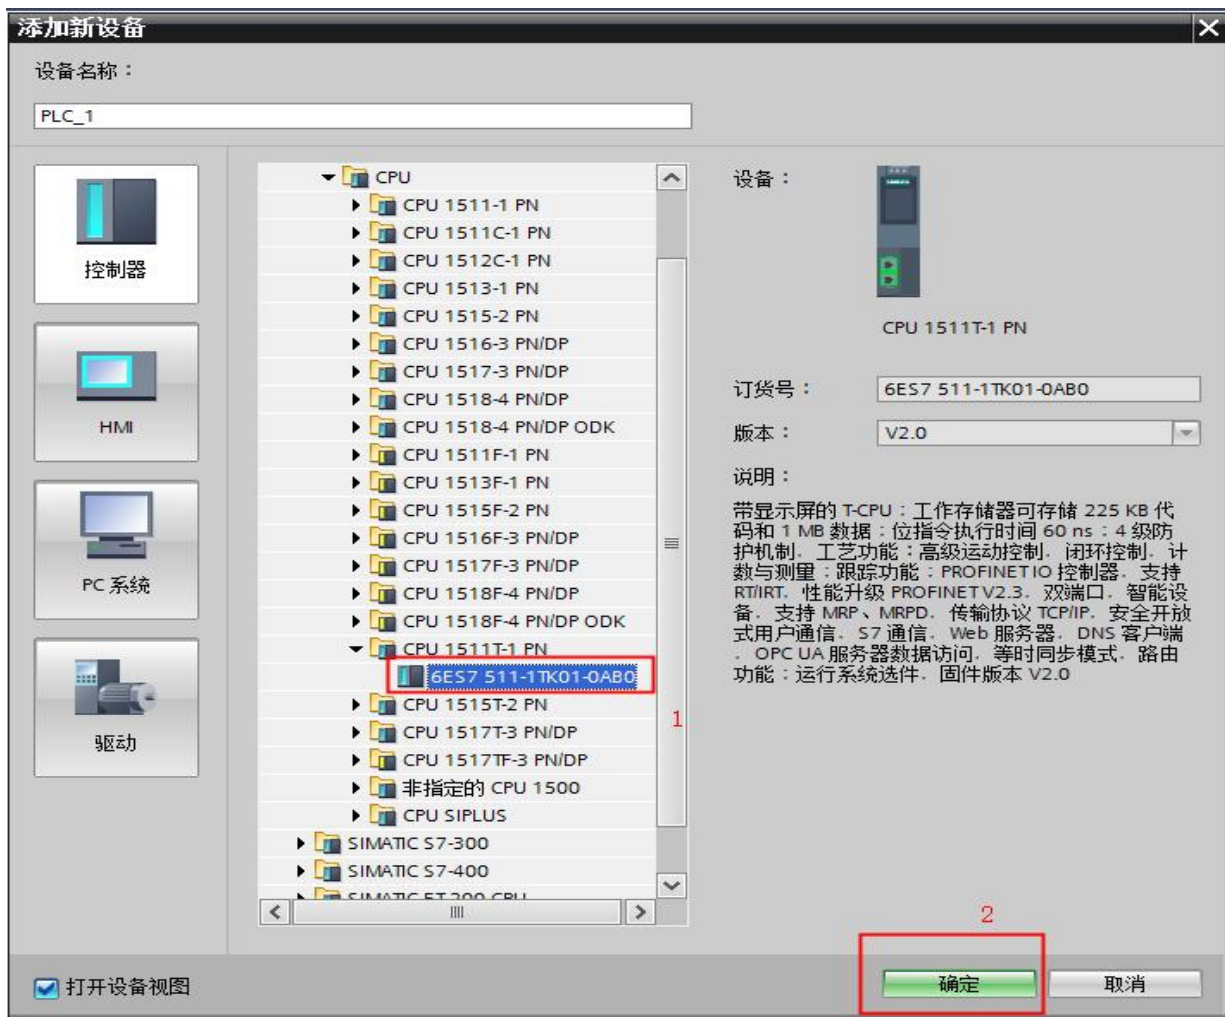 添加新设备
设备名称：
PLC_1
控制器
HMI
PC 系统
驱动
CPU
CPU 1511-1 PN
CPU 1511C-1 PN
CPU 1512C-1 PN
CPU 1513-1 PN
CPU 1515-2 PN
CPU 1516-3 PN/DP
CPU 1517-3 PN/DP
CPU 1518-4 PN/DP
CPU 1518-4 PN/DP ODK
CPU 1511F-1 PN
CPU 1513F-1 PN
CPU 1515F-2 PN
CPU 1516F-3 PN/DP
CPU 1517F-3 PN/DP
CPU 1518F-4 PN/DP
CPU 1518F-4 PN/DP ODK
CPU 1511T-1 PN
6ES7 511-1TK01-0AB0
1
CPU 1515T-2 PN
CPU 1517T-3 PN/DP
CPU 1517TF-3 PN/DP
非指定的 CPU 1500
CPU SIPLUS
SIMATIC S7-300
SIMATIC S7-400
SIMATIC ET 200 CPU
设备：
CPU 1511T-1 PN
订货号：
6ES7 511-1TK01-0AB0
版本：
V2.0
说明：
带显示屏的 T-CPU；工作存储器可存储 225 KB 代
码和 1 MB 数据；位指令执行时间 60 ns；4 级防
护机制，工艺功能：高级运动控制，闭环控制，计
数与测量；跟踪功能；PROFINET IO 控制器，支持
RT/IRT，性能升级 PROFINET V2.3，双端口，智能设
备，支持 MRP、MRPD，传输协议 TCP/IP，安全开放
式用户通信，S7 通信，Web 服务器，DNS 客户端
，OPC UA 服务器数据访问，等时同步模式，路由
功能；运行系统选件，固件版本 V2.0
2
打开设备视图
确定
取消